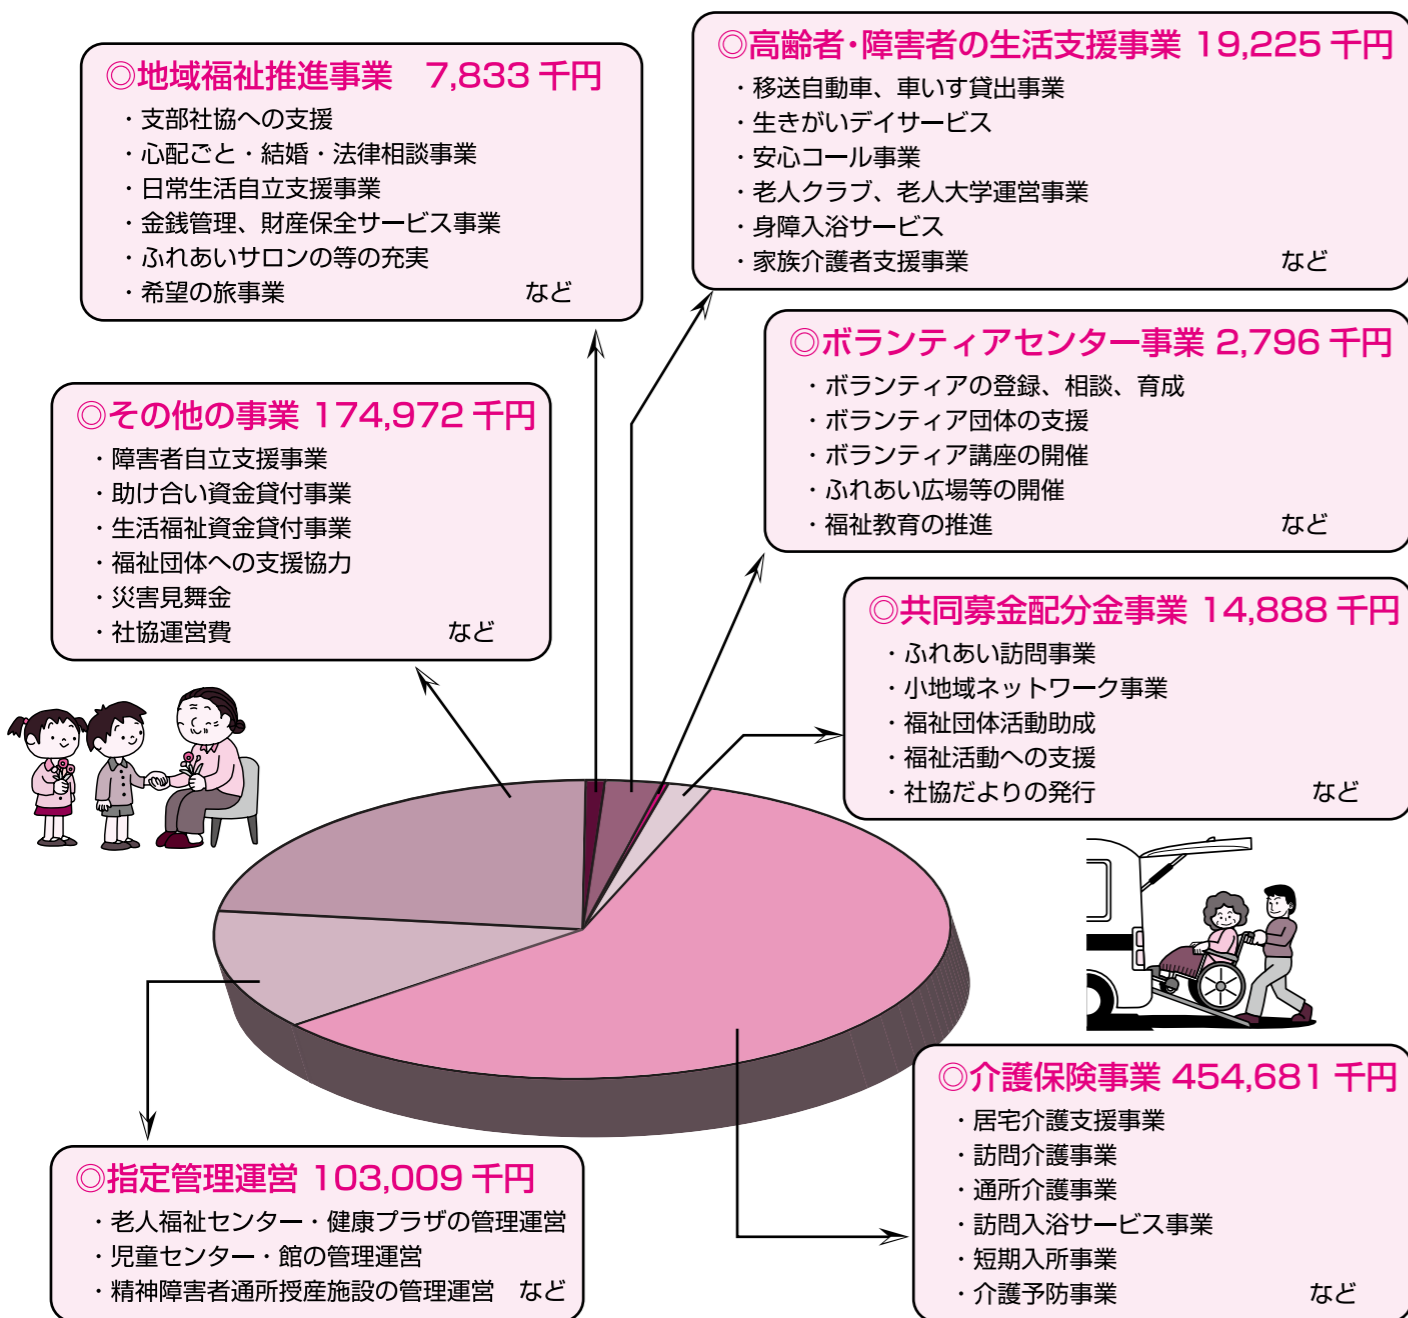 ◎地域福祉推進事業　7,833 千円
・支部社協への支援
・心配ごと・結婚・法律相談事業
・日常生活自立支援事業
・金銭管理、財産保全サービス事業
・ふれあいサロンの等の充実
・希望の旅事業　など
◎高齢者･障害者の生活支援事業 19,225 千円
・移送自動車、車いす貸出事業
・生きがいデイサービス
・安心コール事業
・老人クラブ、老人大学運営事業
・身障入浴サービス
・家族介護者支援事業　など
◎ボランティアセンター事業 2,796 千円
・ボランティアの登録、相談、育成
・ボランティア団体の支援
・ボランティア講座の開催
・ふれあい広場等の開催
・福祉教育の推進　など
◎その他の事業 174,972 千円
・障害者自立支援事業
・助け合い資金貸付事業
・生活福祉資金貸付事業
・福祉団体への支援協力
・災害見舞金
・社協運営費　など
◎共同募金配分金事業 14,888 千円
・ふれあい訪問事業
・小地域ネットワーク事業
・福祉団体活動助成
・福祉活動への支援
・社協だよりの発行　など
◎介護保険事業 454,681 千円
・居宅介護支援事業
・訪問介護事業
・通所介護事業
・訪問入浴サービス事業
・短期入所事業
・介護予防事業　など
◎指定管理運営 103,009 千円
・老人福祉センター・健康プラザの管理運営
・児童センター・館の管理運営
・精神障害者通所授産施設の管理運営　など